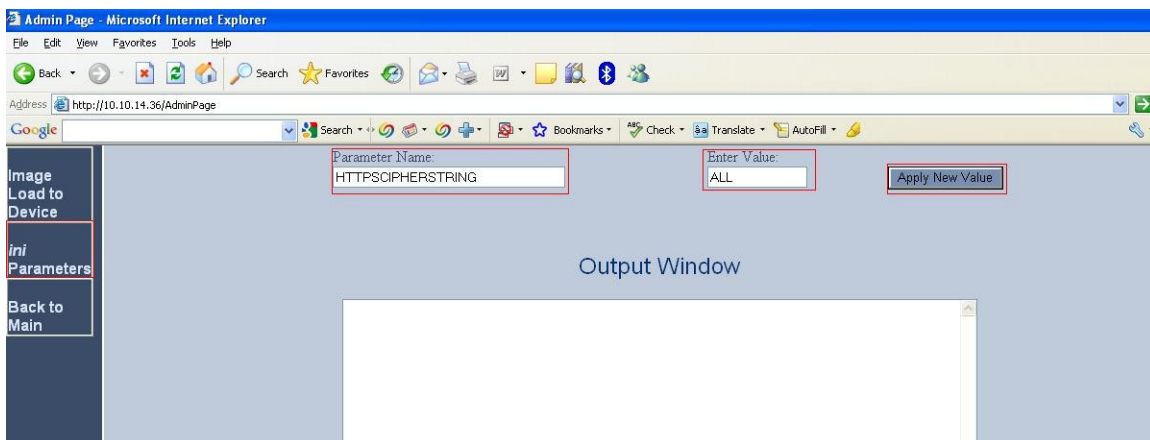 Admin Page - Microsoft Internet Explorer
File Edit View Favorites Tools Help
Back Search Favorites
Address http://10.10.14.36/AdminPage
Google Search Bookmarks ABC Check Translate AutoFill
Parameter Name: Enter Value:
HTTPSCIPHERSTRING ALL Apply New Value
Image
Load to
Device
ini
Parameters
Back to
Main
Output Window